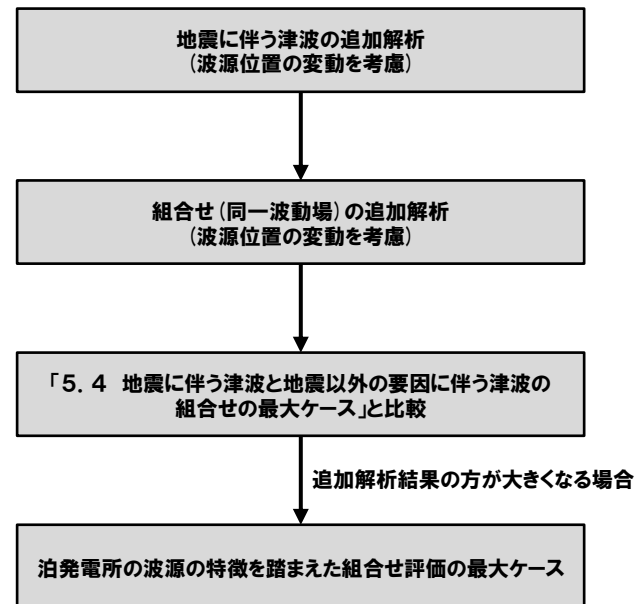 地震に伴う津波の追加解析
(波源位置の変動を考慮)
組合せ(同一波動場)の追加解析
(波源位置の変動を考慮)
「5.4 地震に伴う津波と地震以外の要因に伴う津波の
組合せの最大ケース」と比較
追加解析結果の方が大きくなる場合
泊発電所の波源の特徴を踏まえた組合せ評価の最大ケース